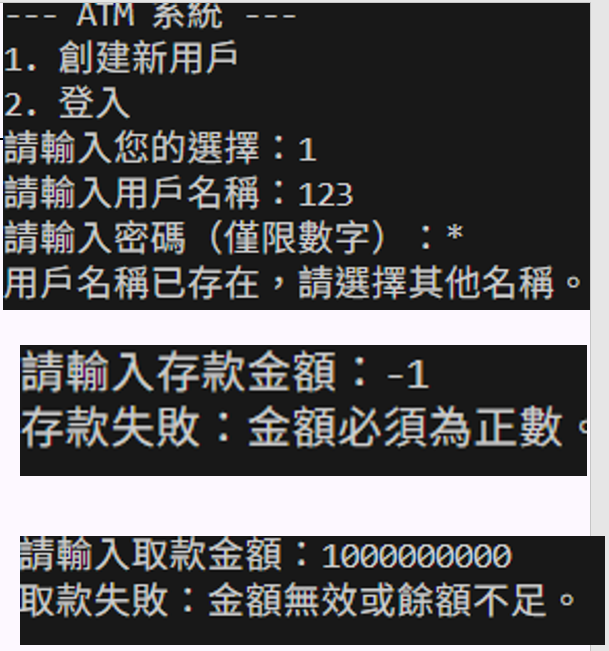 --- ATM 系統 ---
1. 創建新用戶
2. 登入
請輸入您的選擇：1
請輸入用戶名稱：123
請輸入密碼（僅限數字）：*
用戶名稱已存在，請選擇其他名稱。
請輸入存款金額：-1
存款失敗：金額必須為正數。
請輸入取款金額：1000000000
取款失敗：金額無效或餘額不足。